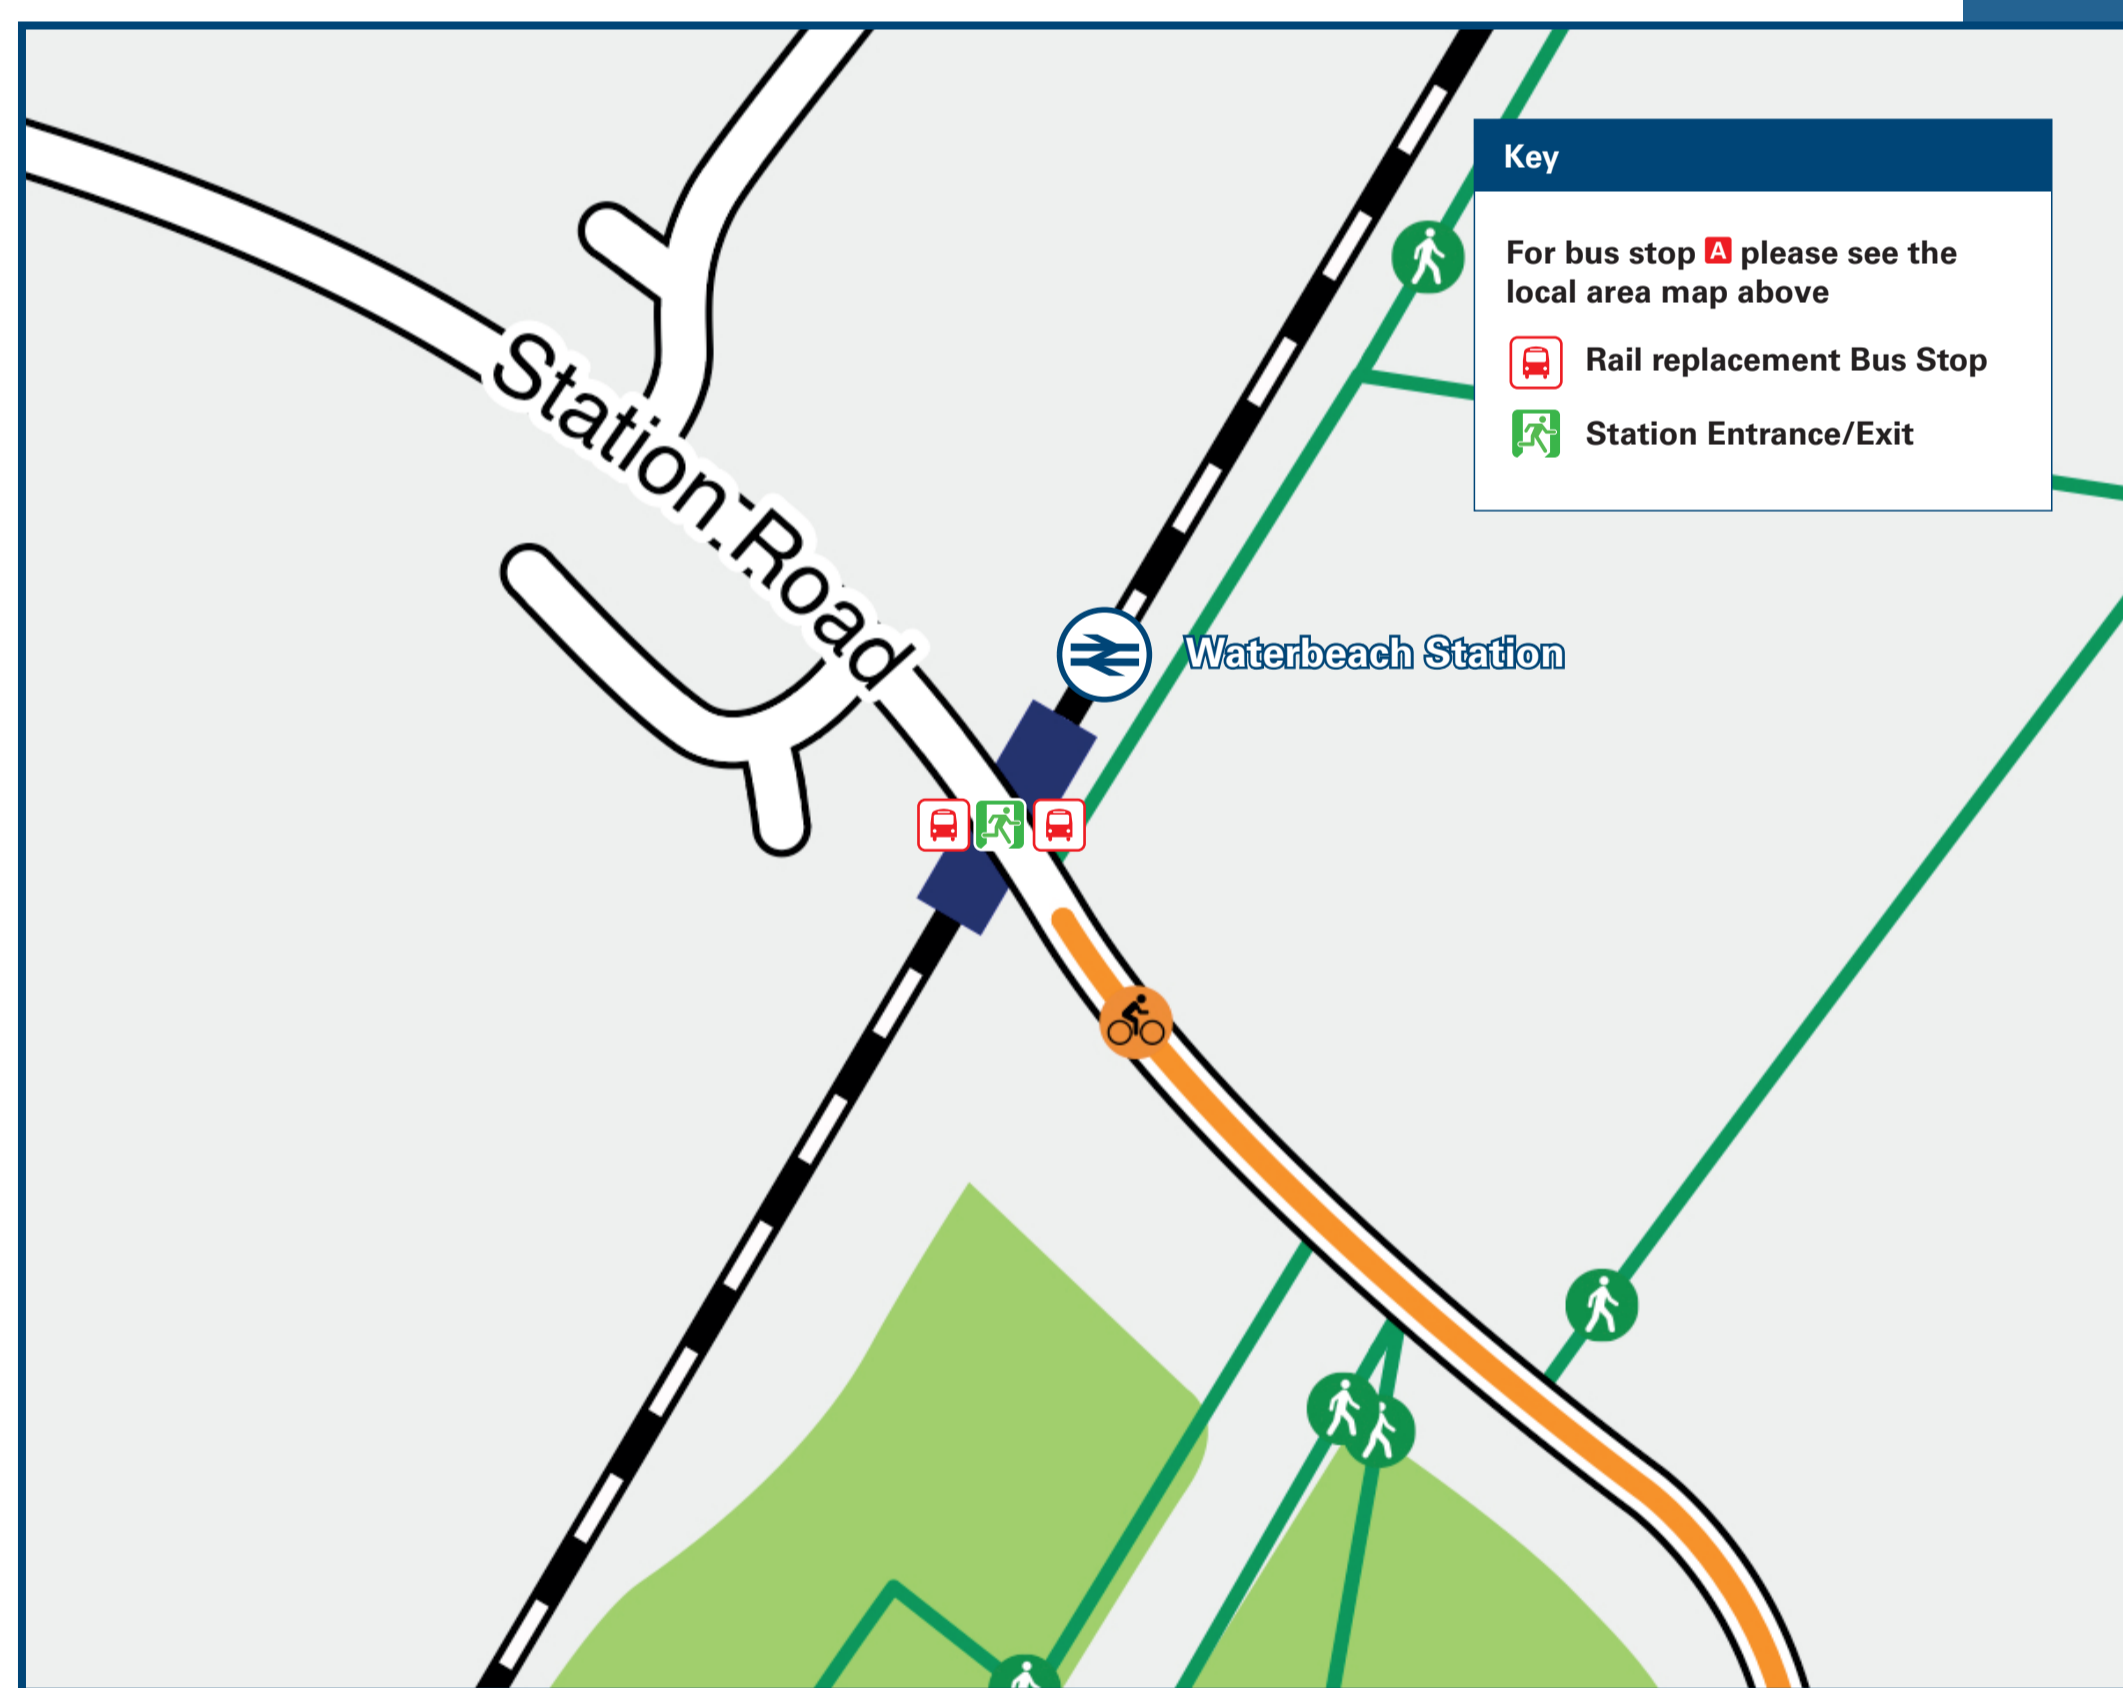 Key
For bus stop A please see the
local area map above
Rail replacement Bus Stop
Station Entrance/Exit
Station Road
Waterbeach Station